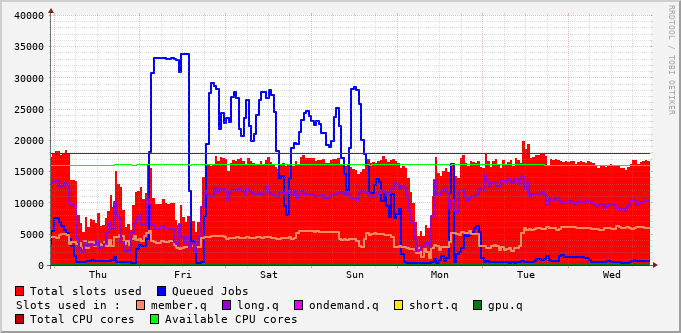 40000
35000
30000
25000
20000
15000
10000
5000
0
Thu Fri Sat Sun Mon Tue Wed
RRDTOOL / TOBI OETIKER
Total slots used Queued Jobs
Slots used in : member.q long.q ondemand.q short.q gpu.q
Total CPU cores Available CPU cores